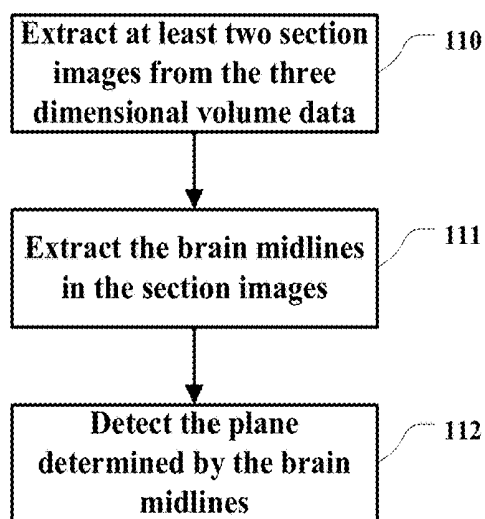 Extract at least two section
images from the three
dimensional volume data
110
Extract the brain midlines
in the section images
111
Detect the plane
determined by the brain
midlines
112